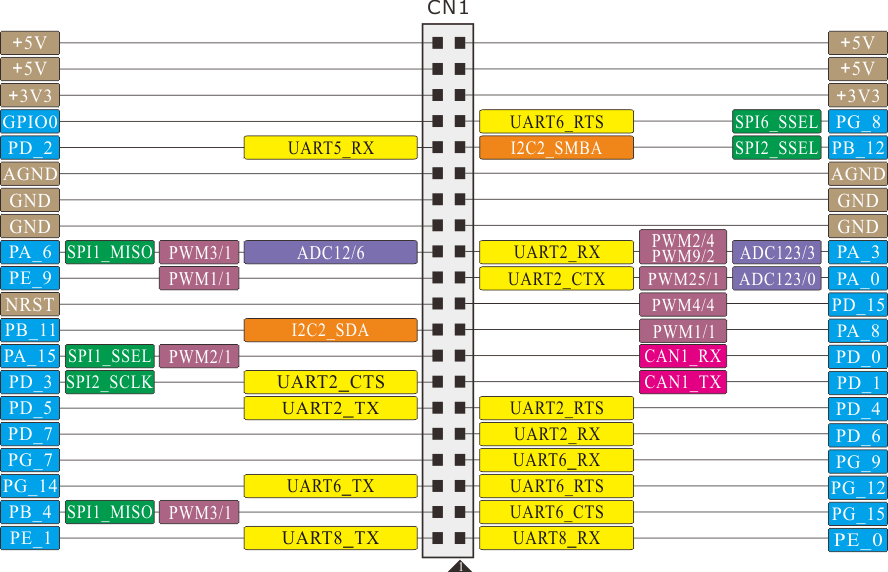 CN1
+5V +5V
+5V +5V
+3V3 +3V3
GPIO0 UART6_RTS SPI6_SSEL PG_8
PD_2 UART5_RX I2C2_SMBA SPI2_SSEL PB_12
AGND AGND
GND GND
GND GND
PA_6 SPI1_MISO PWM3/1 ADC12/6 UART2_RX PWM2/4 PWM9/2 ADC123/3 PA_3
PE_9 PWM1/1 UART2_CTX PWM25/1 ADC123/0 PA_0
NRST PWM4/4 PD_15
PB_11 I2C2_SDA PWM1/1 PA_8
PA_15 SPI1_SSEL PWM2/1 CAN1_RX PD_0
PD_3 SPI2_SCLK UART2_CTS CAN1_TX PD_1
PD_5 UART2_TX UART2_RTS PD_4
PD_7 UART2_RX PD_6
PG_7 UART6_RX PG_9
PG_14 UART6_TX UART6_RTS PG_12
PB_4 SPI1_MISO PWM3/1 UART6_CTS PG_15
PE_1 UART8_TX UART8_RX PE_0
1